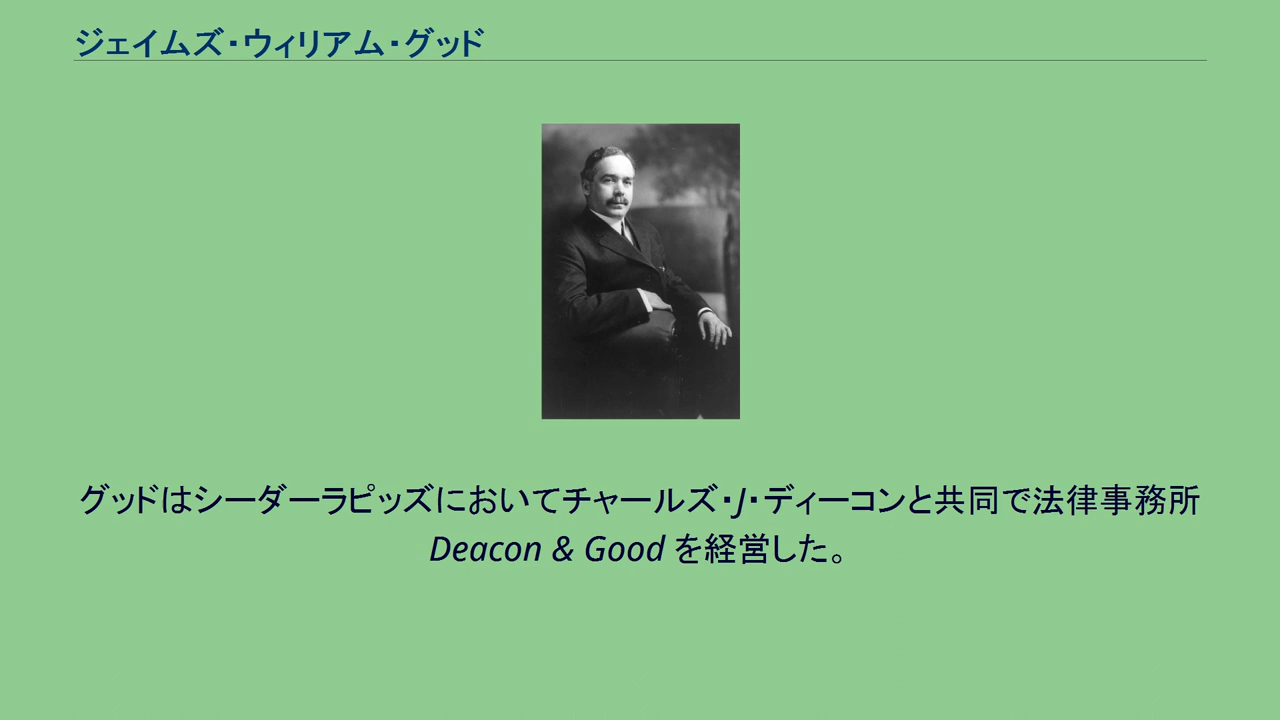 ジェイムズ・ウィリアム・グッド
グッドはシーダーラピッズにおいてチャールズ・J・ディーコンと共同で法律事務所
Deacon & Good を経営した。